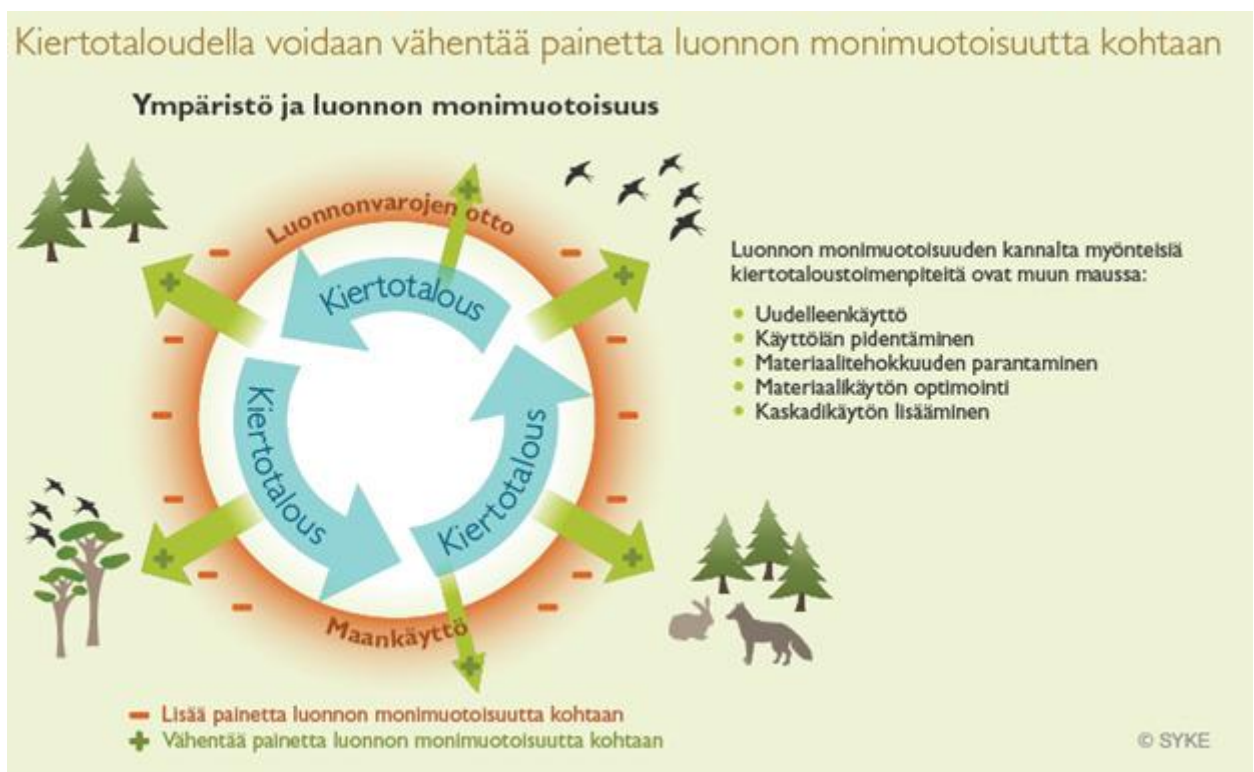 Kiertotaloudella voidaan vähentää painetta luonnon monimuotoisuutta kohtaan
Ympäristö ja luonnon monimuotoisuus
Luonnonvarojen otto
Kiertotalous
Kiertotalous
Kiertotalous
Maankäyttö
Luonnon monimuotoisuuden kannalta myönteisiä
kiertotaloustoimenpiteitä ovat muun maussa:
• Uudelleenkäyttö
• Käyttöiän pidentäminen
• Materiaalitehokkuuden parantaminen
• Materiaalikäytön optimointi
• Kaskadikäytön lisääminen
− Lisää painetta luonnon monimuotoisuutta kohtaan
+ Vähentää painetta luonnon monimuotoisuutta kohtaan
© SYKE